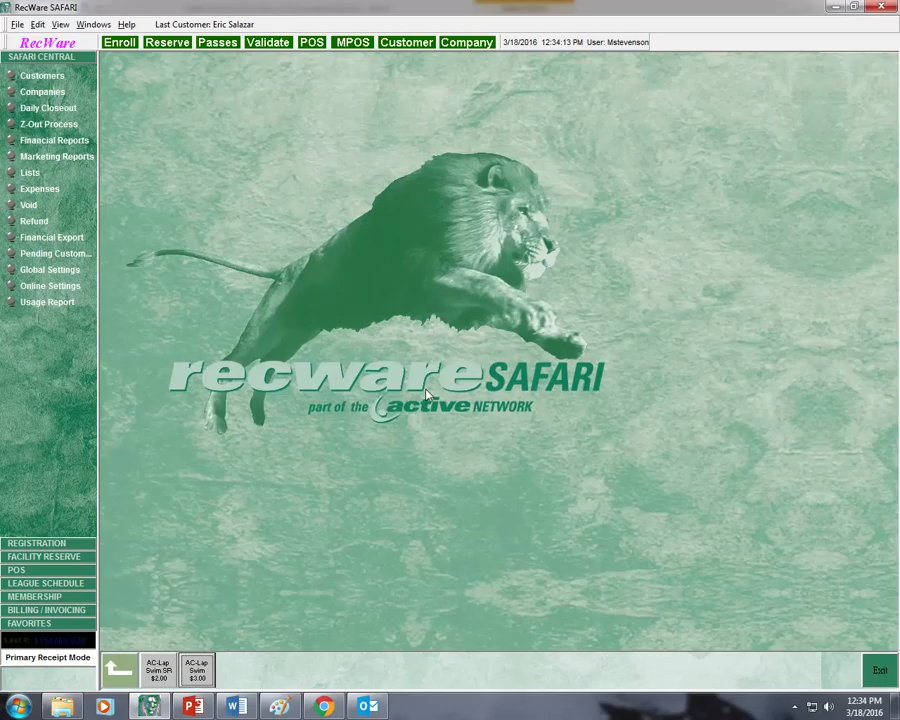 RecWare SAFARI
File Edit View Windows Help Last Customer: Eric Salazar
RecWare Enroll Reserve Passes Validate POS MPOS Customer Company 3/18/2016 12:34:13 PM User: Mstevenson
SAFARI CENTRAL
Customers
Companies
Daily Closeout
Z-Out Process
Financial Reports
Marketing Reports
Lists
Expenses
Void
Refund
Financial Export
Pending Custom...
Global Settings
Online Settings
Usage Report
recware SAFARI
part of the active NETWORK
REGISTRATION
FACILITY RESERVE
POS
LEAGUE SCHEDULE
MEMBERSHIP
BILLING / INVOICING
FAVORITES
Primary Receipt Mode
AC-Lap
Swim SR
$2.00
AC-Lap
Swim
$3.00
Exit
12:34 PM
3/18/2016